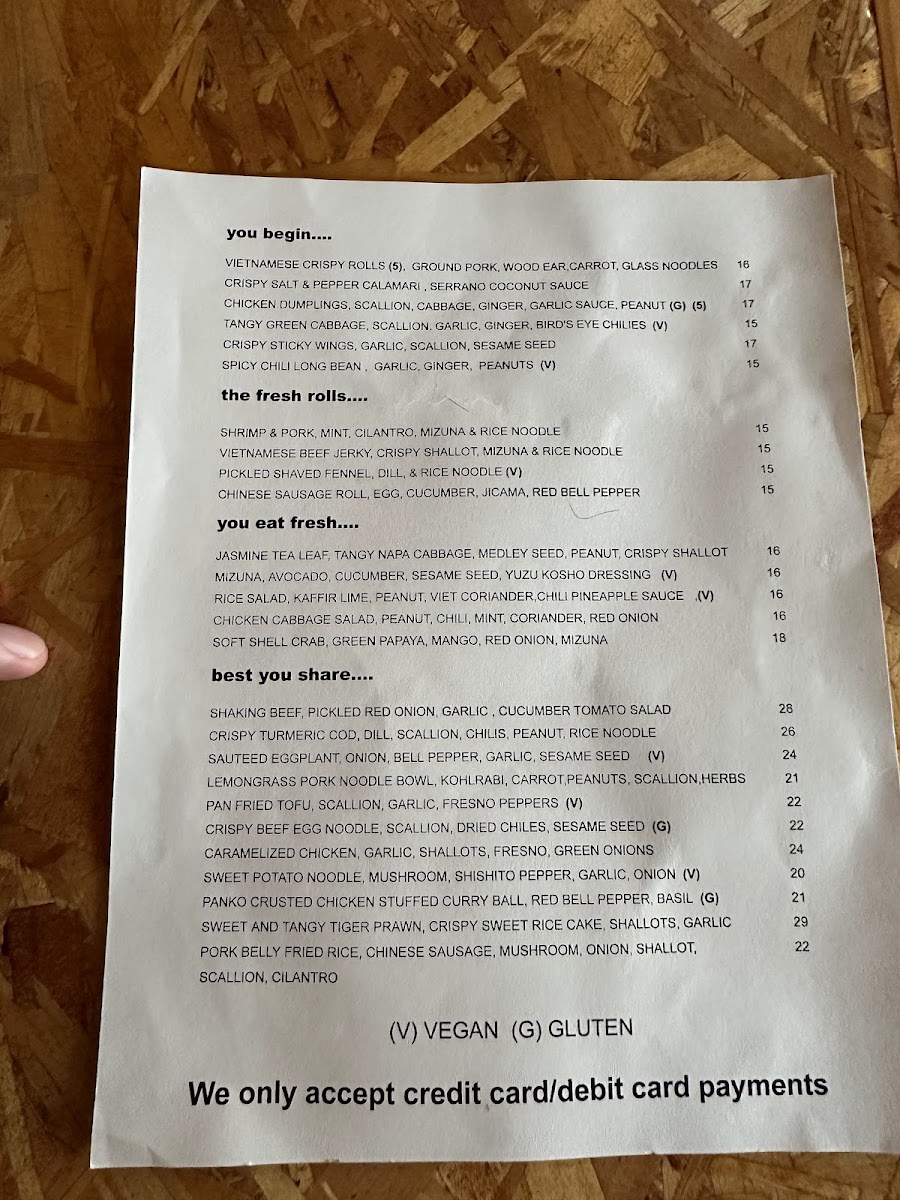 you begin....
VIETNAMESE CRISPY ROLLS (5), GROUND PORK, WOOD EAR,CARROT, GLASS NOODLES 16
CRISPY SALT & PEPPER CALAMARI , SERRANO COCONUT SAUCE 17
CHICKEN DUMPLINGS, SCALLION, CABBAGE, GINGER, GARLIC SAUCE, PEANUT (G) (5) 17
TANGY GREEN CABBAGE, SCALLION. GARLIC, GINGER, BIRD'S EYE CHILIES (V) 15
CRISPY STICKY WINGS, GARLIC, SCALLION, SESAME SEED 17
SPICY CHILI LONG BEAN , GARLIC, GINGER, PEANUTS (V) 15
the fresh rolls....
SHRIMP & PORK, MINT, CILANTRO, MIZUNA & RICE NOODLE 15
VIETNAMESE BEEF JERKY, CRISPY SHALLOT, MIZUNA & RICE NOODLE 15
PICKLED SHAVED FENNEL, DILL, & RICE NOODLE (V) 15
CHINESE SAUSAGE ROLL, EGG, CUCUMBER, JICAMA, RED BELL PEPPER 15
you eat fresh....
JASMINE TEA LEAF, TANGY NAPA CABBAGE, MEDLEY SEED, PEANUT, CRISPY SHALLOT 16
MIZUNA, AVOCADO, CUCUMBER, SESAME SEED, YUZU KOSHO DRESSING (V) 16
RICE SALAD, KAFFIR LIME, PEANUT, VIET CORIANDER,CHILI PINEAPPLE SAUCE ,(V) 16
CHICKEN CABBAGE SALAD, PEANUT, CHILI, MINT, CORIANDER, RED ONION 16
SOFT SHELL CRAB, GREEN PAPAYA, MANGO, RED ONION, MIZUNA 18
best you share....
SHAKING BEEF, PICKLED RED ONION, GARLIC , CUCUMBER TOMATO SALAD 28
CRISPY TURMERIC COD, DILL, SCALLION, CHILIS, PEANUT, RICE NOODLE 26
SAUTEED EGGPLANT, ONION, BELL PEPPER, GARLIC, SESAME SEED (V) 24
LEMONGRASS PORK NOODLE BOWL, KOHLRABI, CARROT,PEANUTS, SCALLION,HERBS 21
PAN FRIED TOFU, SCALLION, GARLIC, FRESNO PEPPERS (V) 22
CRISPY BEEF EGG NOODLE, SCALLION, DRIED CHILES, SESAME SEED (G) 22
CARAMELIZED CHICKEN, GARLIC, SHALLOTS, FRESNO, GREEN ONIONS 24
SWEET POTATO NOODLE, MUSHROOM, SHISHITO PEPPER, GARLIC, ONION (V) 20
PANKO CRUSTED CHICKEN STUFFED CURRY BALL, RED BELL PEPPER, BASIL (G) 21
SWEET AND TANGY TIGER PRAWN, CRISPY SWEET RICE CAKE, SHALLOTS, GARLIC 29
PORK BELLY FRIED RICE, CHINESE SAUSAGE, MUSHROOM, ONION, SHALLOT, 22
SCALLION, CILANTRO
(V) VEGAN (G) GLUTEN
We only accept credit card/debit card payments